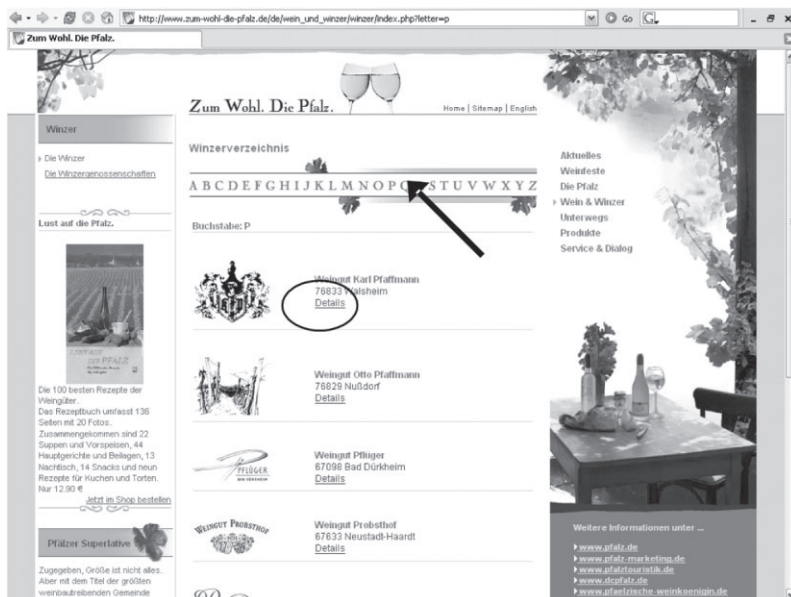 Go
http://www.zum-wohl-die-pfalz.de/de/wein_und_winzer/winzer/index.php?letter=p
Zum Wohl. Die Pfalz.
Zum Wohl. Die Pfalz.
Home | Sitemap | English
Winzer
Die Winzer
Die Winzergenossenschaften
Lust auf die Pfalz.
Die 100 besten Rezepte der
Weingüter.
Das Rezeptbuch umfasst 136
Seiten mit 20 Fotos.
Zusammengekommen sind 22
Suppen und Vorspeisen, 44
Hauptgerichte und Beilagen, 13
Nachtisch, 14 Snacks und neun
Rezepte für Kuchen und Torten.
Nur 12.90 €
Jetzt im Shop bestellen
Pfälzer Superlative
Zugegeben, Größe ist nicht alles.
Aber mit dem Titel der größten
weinbautreibenden Gemeinde
Winzerverzeichnis
A B C D E F G H I J K L M N O P Q S T U V W X Y Z
Buchstabe: P
Weingut Karl Pfaffmann
76833 Walsheim
Details
Weingut Otto Pfaffmann
76829 Nußdorf
Details
PFLÜGER
BAD DÜRKHEIM
Weingut Pflüger
67098 Bad Dürkheim
Details
WEINGUT PROBSTHOF
Weingut Probsthof
67633 Neustadt-Haardt
Details
Aktuelles
Weinfeste
Die Pfalz
Wein & Winzer
Unterwegs
Produkte
Service & Dialog
Weitere Informationen unter ...
www.pfalz.de
www.pfalz-marketing.de
www.pfalztouristik.de
www.dcpfalz.de
www.pfaelzische-weinkoenigin.de